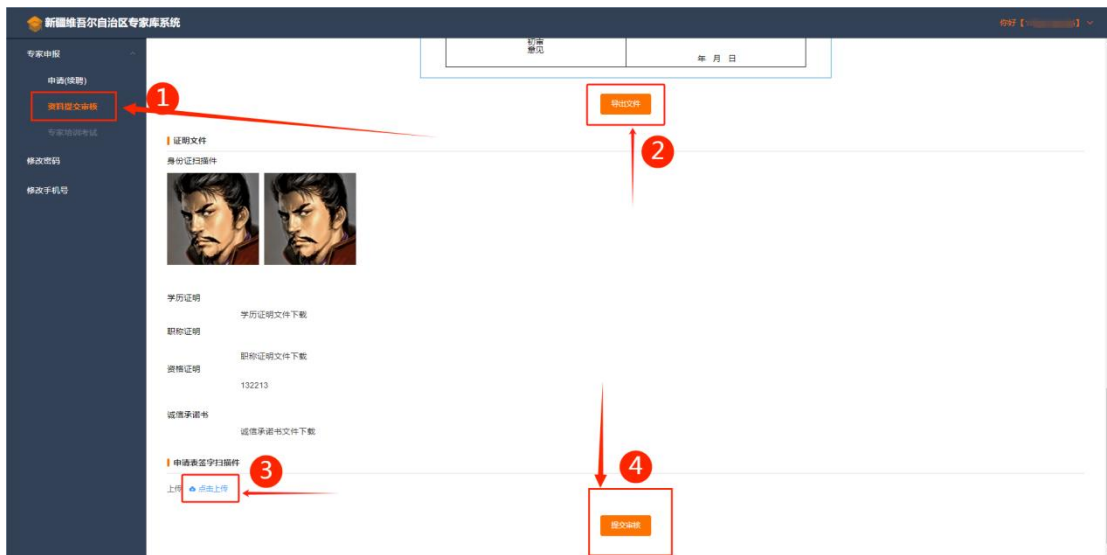 新疆维吾尔自治区专家库系统
你好【
】
专家申报
申请(续聘)
资料提交审核
专家培训考试
修改密码
修改手机号
初审
意见
年 月 日
导出文件
1
2
证明文件
身份证扫描件
学历证明
学历证明文件下载
职称证明
职称证明文件下载
资格证明
132213
诚信承诺书
诚信承诺书文件下载
申请表签字扫描件
3
4
上传 点击上传
提交审核